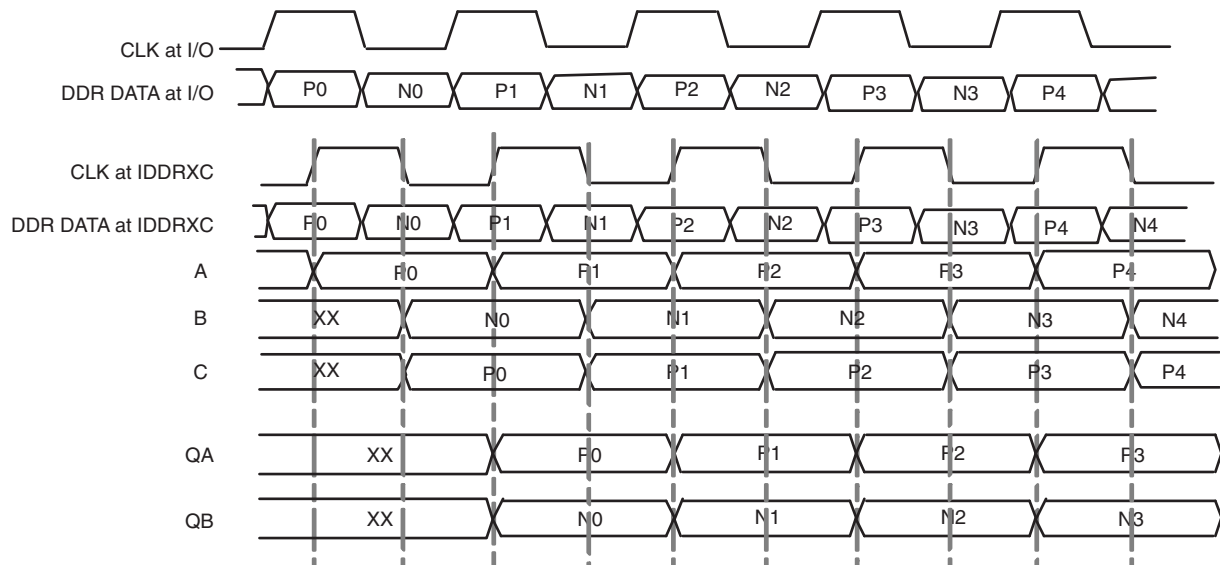 CLK at I/O
DDR DATA at I/O P0 N0 P1 N1 P2 N2 P3 N3 P4
CLK at IDDRXC
DDR DATA at IDDRXC P0 N0 P1 N1 P2 N2 P3 N3 P4 N4
A P0 P1 P2 P3 P4
B XX N0 N1 N2 N3 N4
C XX P0 P1 P2 P3 P4
QA XX P0 P1 P2 P3
QB XX N0 N1 N2 N3